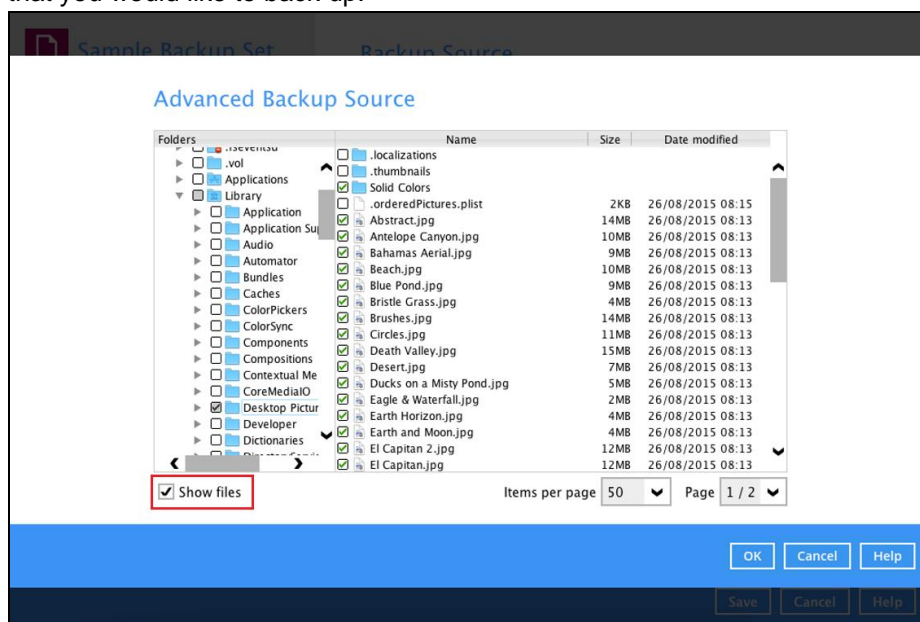 that you would like to back up.
Sample Backup Set Backup Source
Advanced Backup Source
Folders Name Size Date modified
.fseventsd
.vol
Applications
Library
Application
Application Su
Audio
Automator
Bundles
Caches
ColorPickers
ColorSync
Components
Compositions
Contextual Me
CoreMediaIO
Desktop Pictur
Developer
Dictionaries
.localizations
.thumbnails
Solid Colors
.orderedPictures.plist 2KB 26/08/2015 08:15
Abstract.jpg 14MB 26/08/2015 08:13
Antelope Canyon.jpg 10MB 26/08/2015 08:13
Bahamas Aerial.jpg 9MB 26/08/2015 08:13
Beach.jpg 10MB 26/08/2015 08:13
Blue Pond.jpg 9MB 26/08/2015 08:13
Bristle Grass.jpg 4MB 26/08/2015 08:13
Brushes.jpg 14MB 26/08/2015 08:13
Circles.jpg 11MB 26/08/2015 08:13
Death Valley.jpg 15MB 26/08/2015 08:13
Desert.jpg 7MB 26/08/2015 08:13
Ducks on a Misty Pond.jpg 5MB 26/08/2015 08:13
Eagle & Waterfall.jpg 2MB 26/08/2015 08:13
Earth Horizon.jpg 4MB 26/08/2015 08:13
Earth and Moon.jpg 4MB 26/08/2015 08:13
El Capitan 2.jpg 12MB 26/08/2015 08:13
El Capitan.jpg 12MB 26/08/2015 08:13
Show files Items per page 50 Page 1 / 2
OK Cancel Help
Save Cancel Help